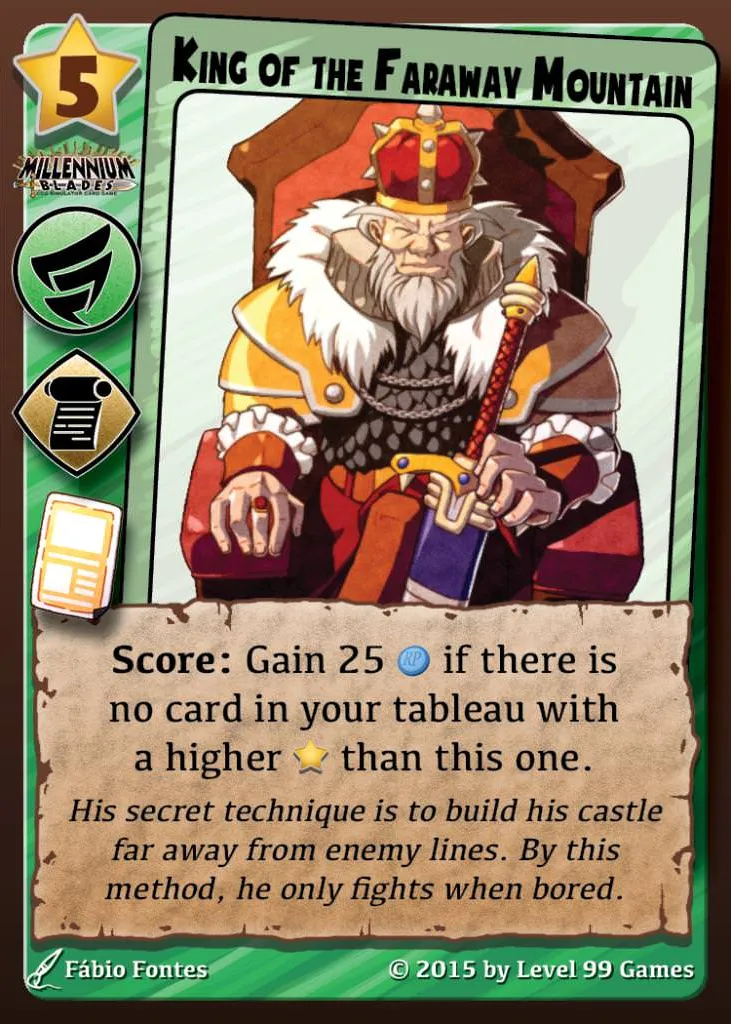 5
KING OF THE FARAWAY MOUNTAIN
MILLENNIUM
BLADES
Score: Gain 25 RP if there is
no card in your tableau with
a higher than this one.
His secret technique is to build his castle
far away from enemy lines. By this
method, he only fights when bored.
Fábio Fontes
© 2015 by Level 99 Games